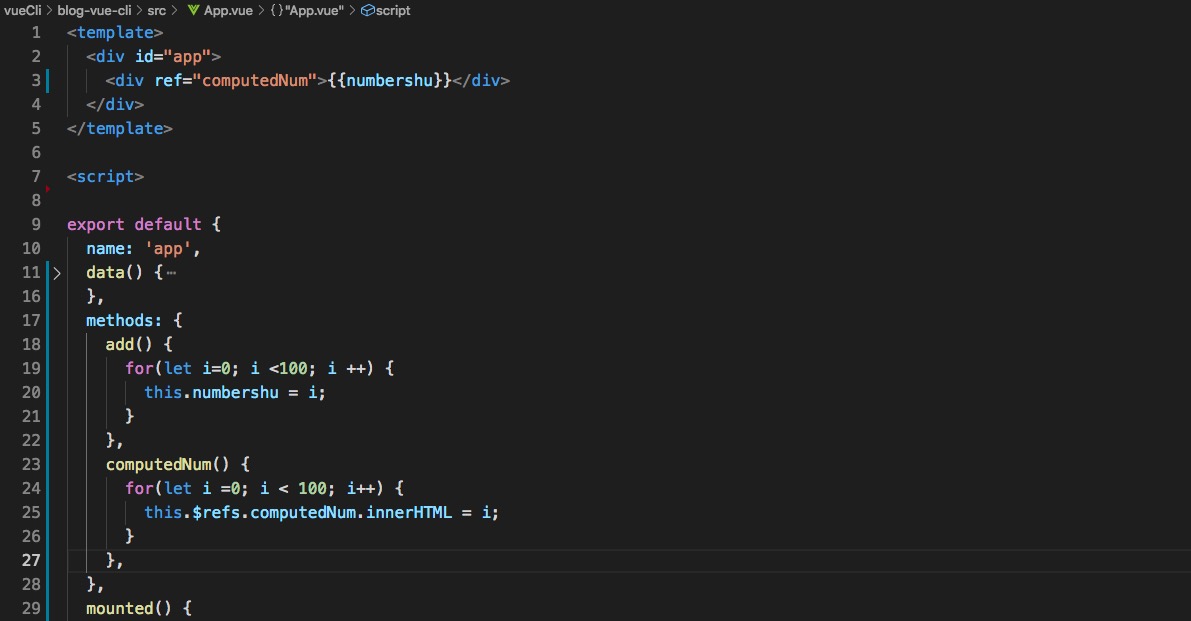 vueCli > blog-vue-cli > src > App.vue > {} "App.vue" > script
1 <template>
2   <div id="app">
3     <div ref="computedNum">{{numbershu}}</div>
4   </div>
5 </template>
6
7 <script>
8
9 export default {
10   name: 'app',
11 > data() {⋯
16   },
17   methods: {
18     add() {
19       for(let i=0; i <100; i ++) {
20         this.numbershu = i;
21       }
22     },
23     computedNum() {
24       for(let i =0; i < 100; i++) {
25         this.$refs.computedNum.innerHTML = i;
26       }
27     },
28   },
29   mounted() {